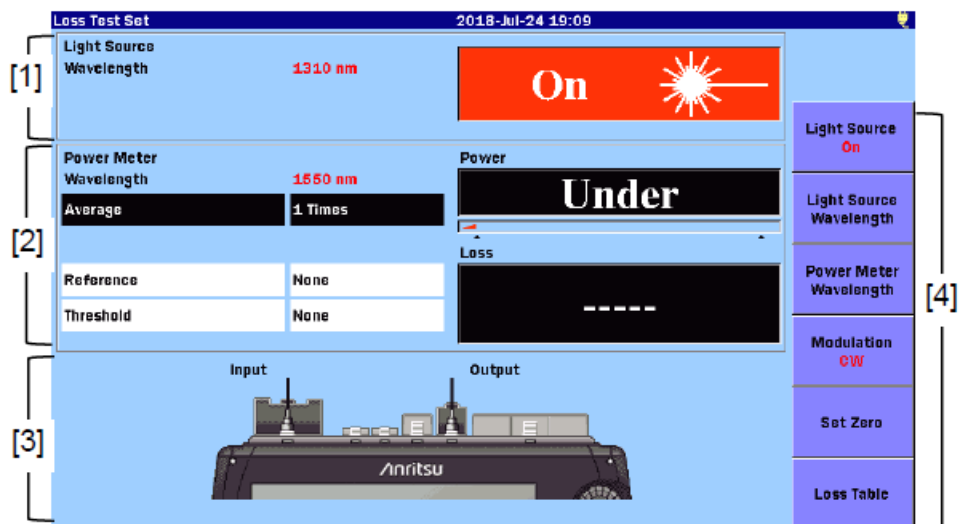 Loss Test Set 2018-Jul-24 19:09
[1]
Light Source
Wavelength 1310 nm
On
[2]
Power Meter
Wavelength 1550 nm
Average 1 Times
Reference None
Threshold None
Power
Under
Loss
-----
[3]
Input Output
Anritsu
[4]
Light Source
On
Light Source
Wavelength
Power Meter
Wavelength
Modulation
CW
Set Zero
Loss Table